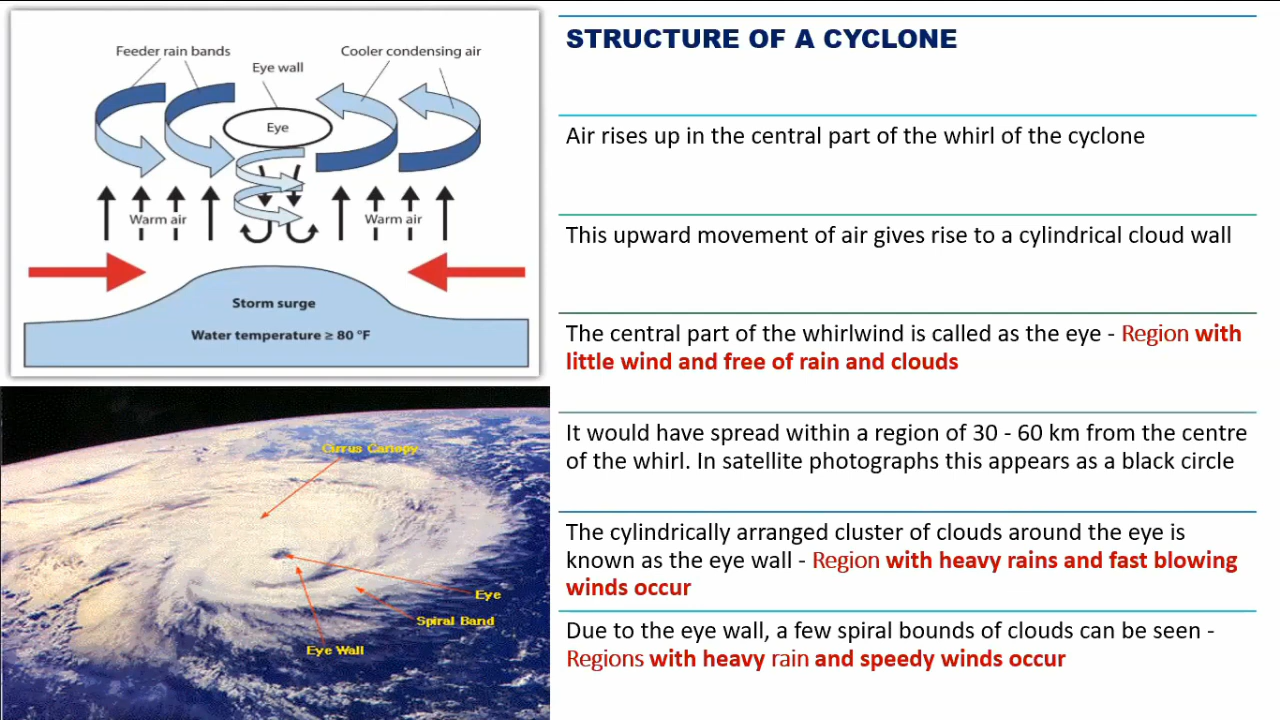 Feeder rain bands
Cooler condensing air
Eye wall
Eye
Warm air
Warm air
Storm surge
Water temperature ≥ 80 °F
Cirrus Canopy
Eye
Spiral Band
Eye Wall
STRUCTURE OF A CYCLONE
Air rises up in the central part of the whirl of the cyclone
This upward movement of air gives rise to a cylindrical cloud wall
The central part of the whirlwind is called as the eye - Region with
little wind and free of rain and clouds
It would have spread within a region of 30 - 60 km from the centre
of the whirl. In satellite photographs this appears as a black circle
The cylindrically arranged cluster of clouds around the eye is
known as the eye wall - Region with heavy rains and fast blowing
winds occur
Due to the eye wall, a few spiral bounds of clouds can be seen -
Regions with heavy rain and speedy winds occur